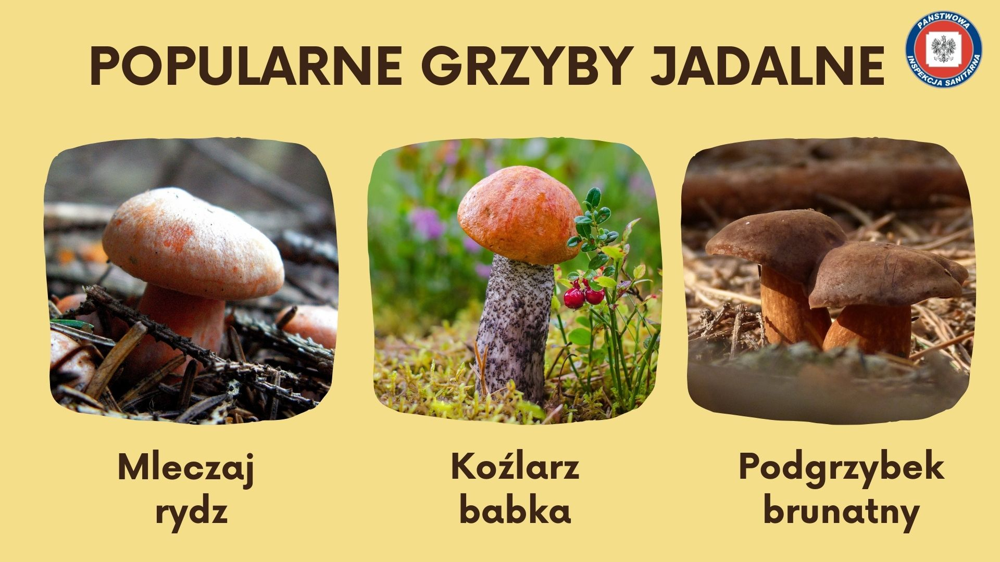 POPULARNE GRZYBY JADALNE
PAŃSTWOWA
INSPEKCJA SANITARNA
Mleczaj
rydz
Koźlarz
babka
Podgrzybek
brunatny